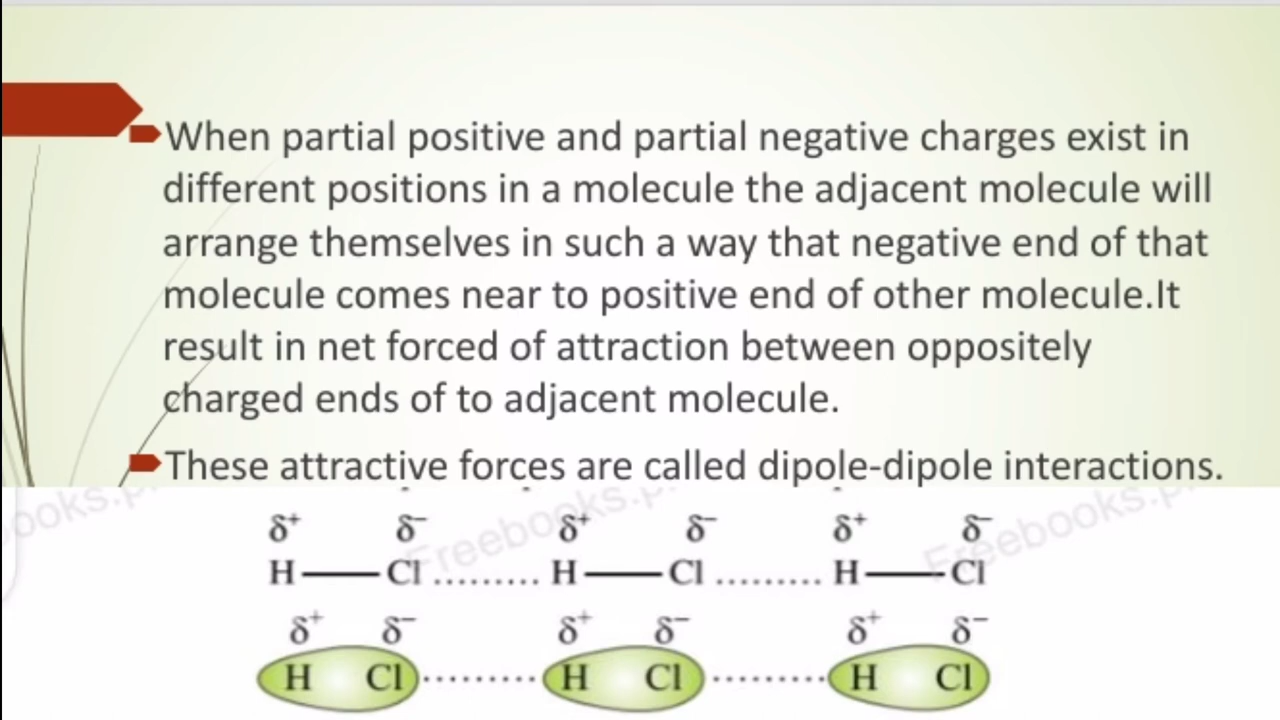 When partial positive and partial negative charges exist in
different positions in a molecule the adjacent molecule will
arrange themselves in such a way that negative end of that
molecule comes near to positive end of other molecule.It
result in net forced of attraction between oppositely
charged ends of to adjacent molecule.
These attractive forces are called dipole-dipole interactions.
ooks.p Freebooks.p Freebooks.p
δ⁺ δ⁻ δ⁺ δ⁻ δ⁺ δ⁻
H——Cl.........H——Cl.........H——Cl
δ⁺ δ⁻ δ⁺ δ⁻ δ⁺ δ⁻
H Cl.........H Cl.........H Cl